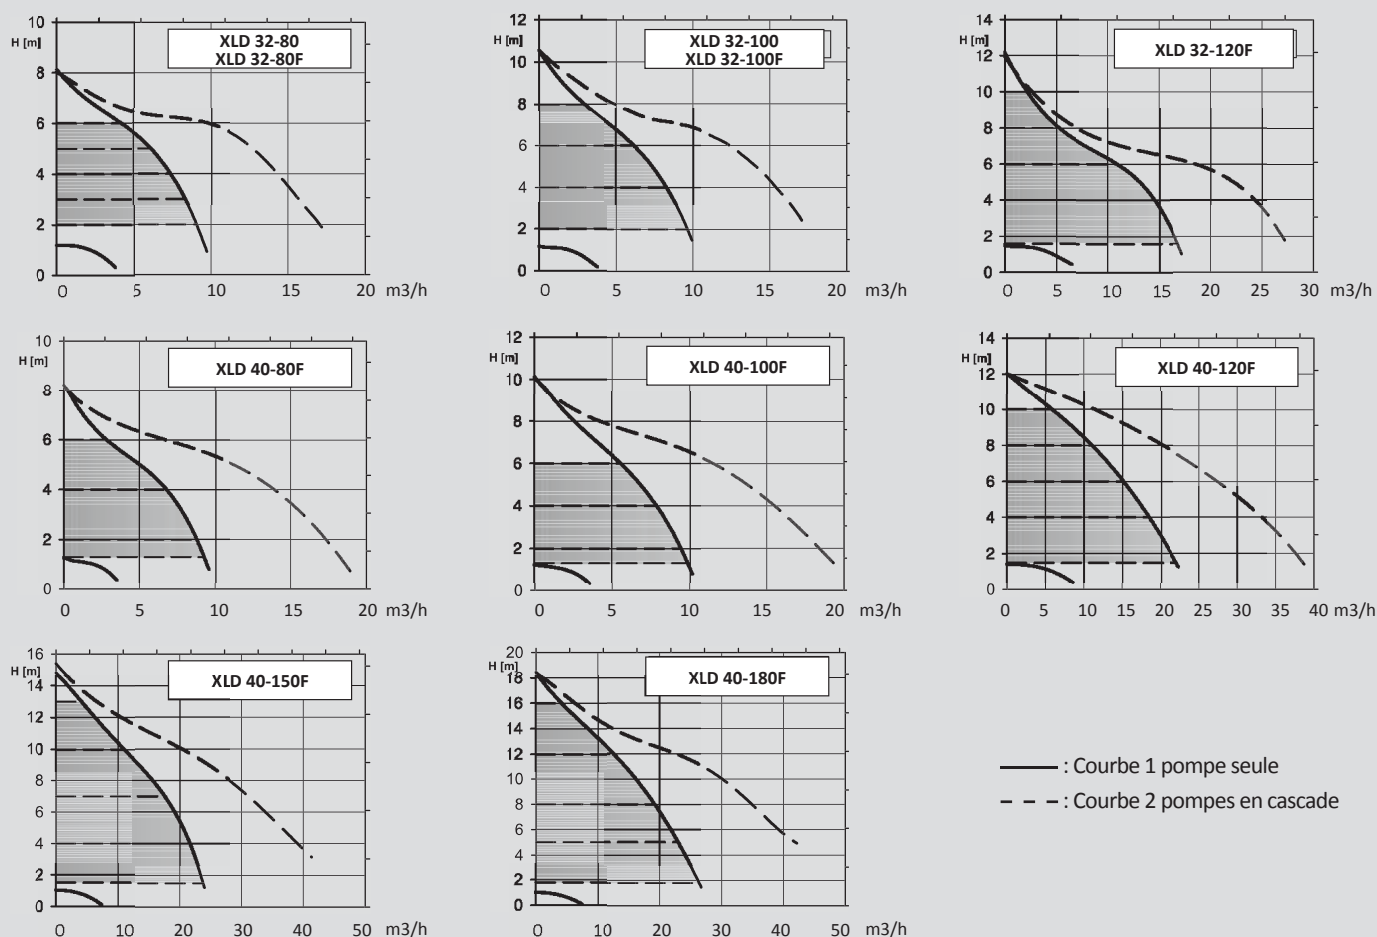 10
H [m]
XLD 32-80
XLD 32-80F
8
6
4
2
0
0 5 10 15 20 m3/h
12
H [m]
XLD 32-100
XLD 32-100F
10
8
6
4
2
0
0 5 10 15 20 m3/h
14
H [m]
XLD 32-120F
12
10
8
6
4
2
0
0 5 10 15 20 25 30 m3/h
10
H [m]
XLD 40-80F
8
6
4
2
0
0 5 10 15 20 m3/h
12
H [m]
XLD 40-100F
10
8
6
4
2
0
0 5 10 15 20 m3/h
14
H [m]
XLD 40-120F
12
10
8
6
4
2
0
0 5 10 15 20 25 30 35 40 m3/h
16
H [m]
XLD 40-150F
14
12
10
8
6
4
2
0
0 10 20 30 40 50 m3/h
20
H [m]
XLD 40-180F
18
16
14
12
10
8
6
4
2
0
0 10 20 30 40 50 m3/h
: Courbe 1 pompe seule
: Courbe 2 pompes en cascade